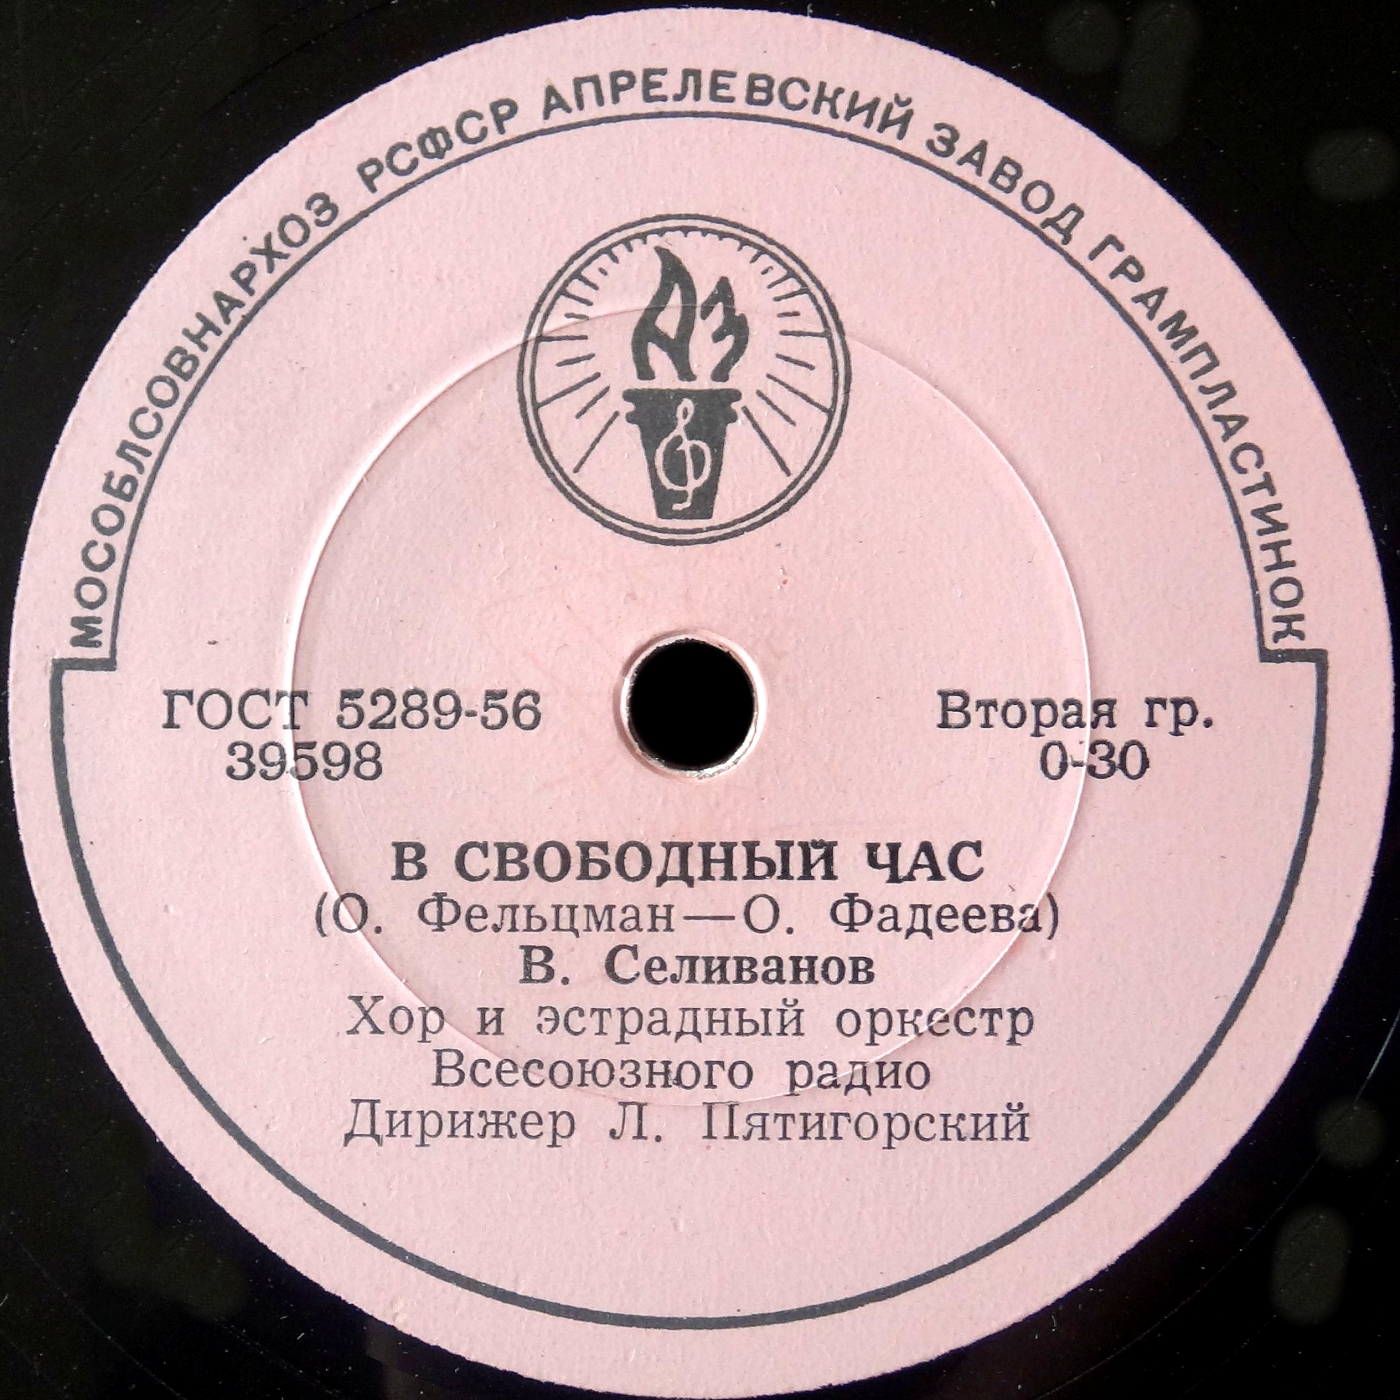 МОСОБЛСОВНАРХОЗ РСФСР АПРЕЛЕВСКИЙ ЗАВОД ГРАМПЛАСТИНОК
АЗ
ГОСТ 5289-56 Вторая гр.
39598 0-30
В СВОБОДНЫЙ ЧАС
(О. Фельцман—О. Фадеева)
В. Селиванов
Хор и эстрадный оркестр
Всесоюзного радио
Дирижер Л. Пятигорский